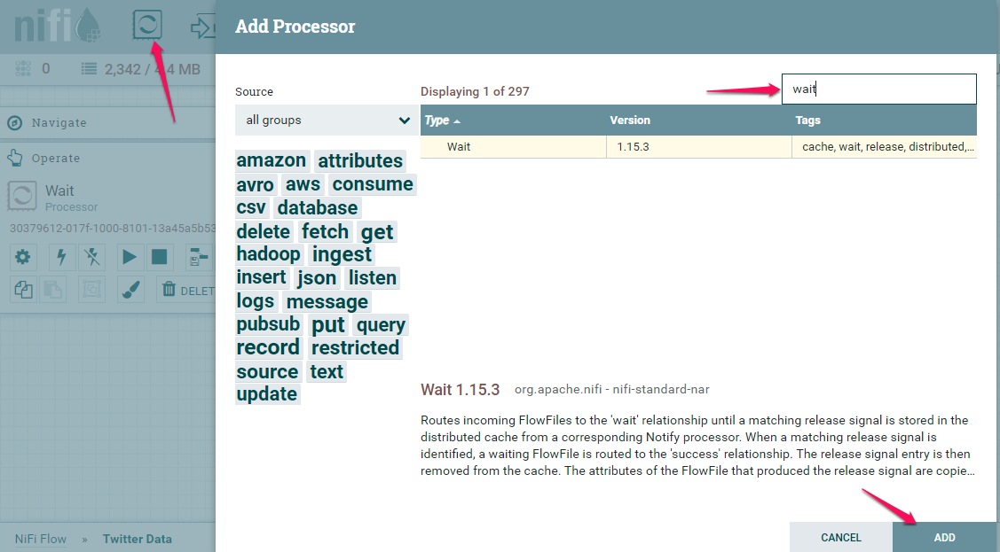 nifi
Add Processor
0
2,342 / 4.4 MB
Source
Displaying 1 of 297
wait
all groups
Type
Version
Tags
Wait
1.15.3
cache, wait, release, distributed,...
Navigate
Operate
Wait
Processor
30379612-017f-1000-8101-13a45a5b53
DELET
amazon attributes
avro aws consume
csv database
delete fetch get
hadoop ingest
insert json listen
logs message
pubsub put query
record restricted
source text
update
Wait 1.15.3 org.apache.nifi - nifi-standard-nar
Routes incoming FlowFiles to the 'wait' relationship until a matching release signal is stored in the
distributed cache from a corresponding Notify processor. When a matching release signal is
identified, a waiting FlowFile is routed to the 'success' relationship. The release signal entry is then
removed from the cache. The attributes of the FlowFile that produced the release signal are copie...
NiFi Flow » Twitter Data
CANCEL
ADD